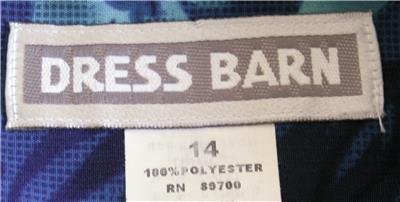 DRESS BARN
14
100%POLYESTER
RN 89700